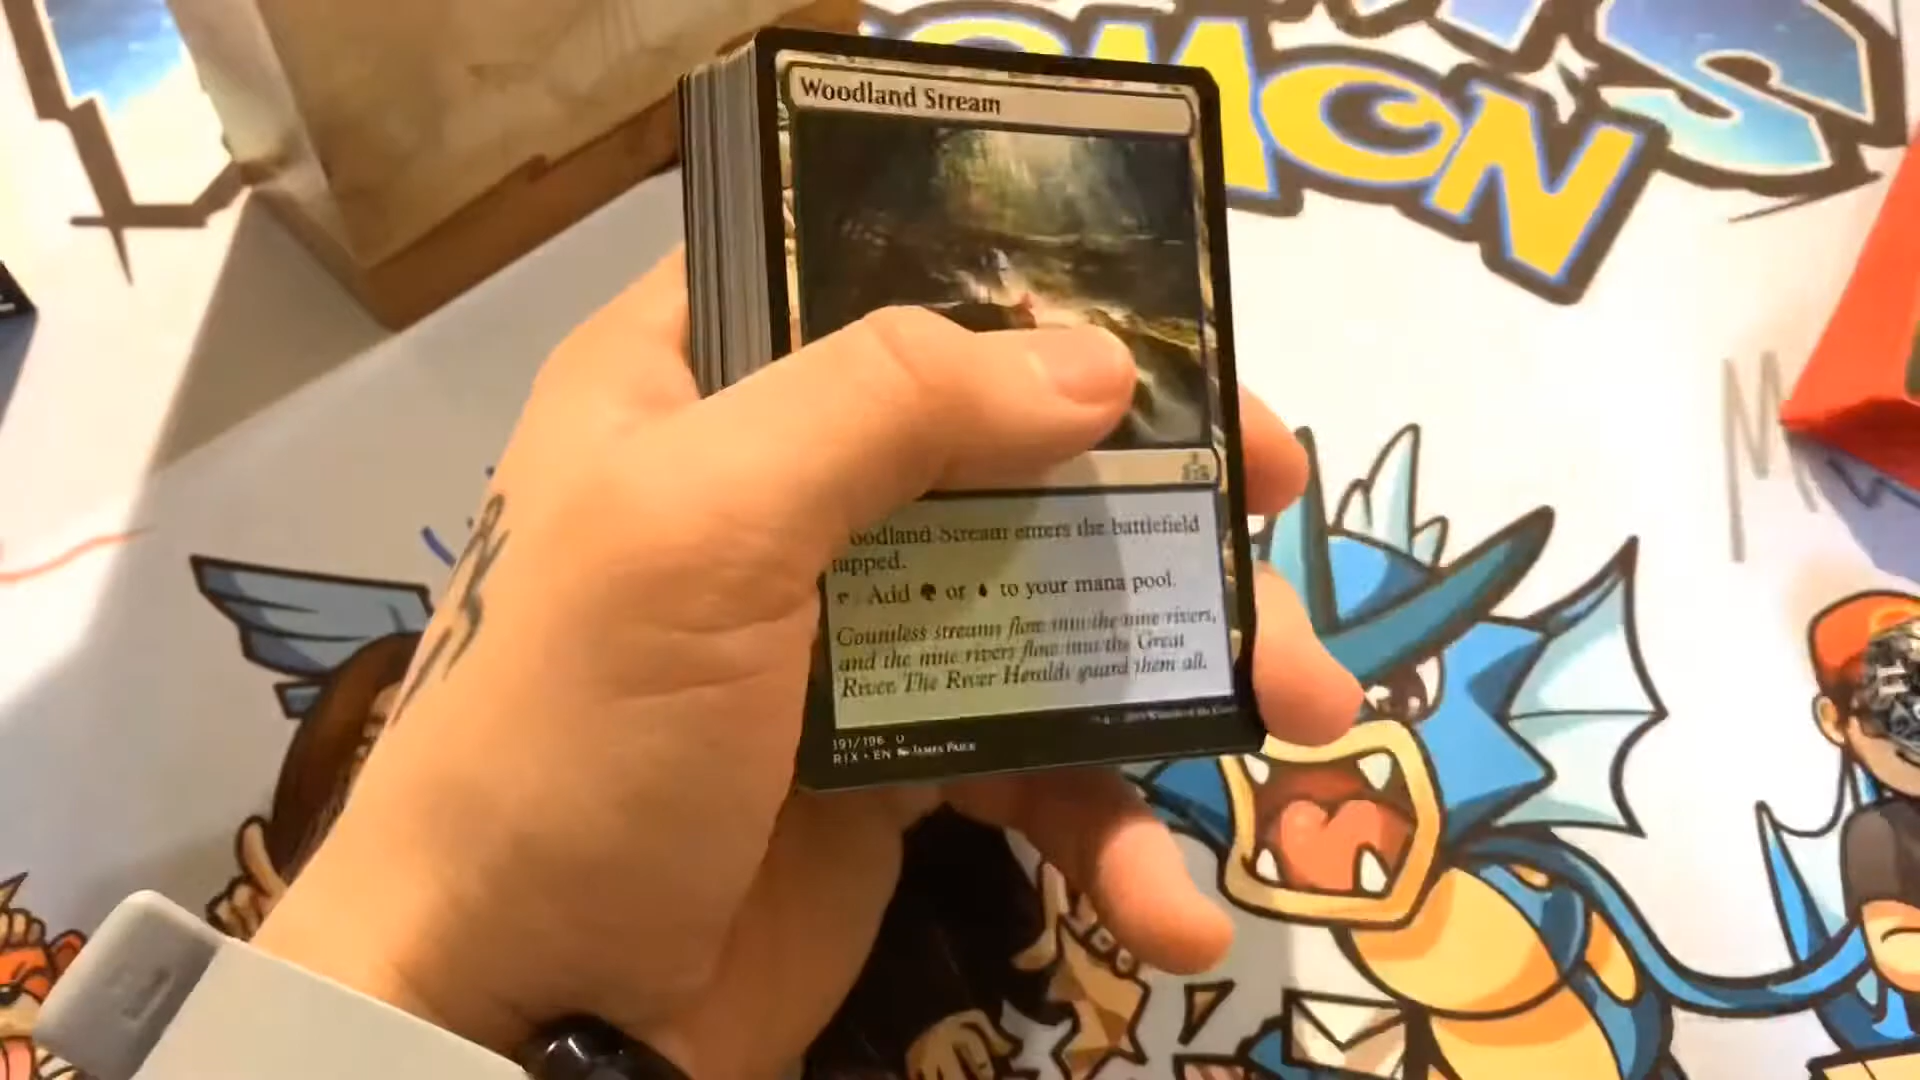 Woodland Stream
oodland Stream enters the battlefield
tapped.
: Add or to your mana pool.
Countless streams flow into the nine rivers,
and the nine rivers flow into the Great
River. The River Heralds guard them all.
191/196 U
RIX • EN James Paick
MON